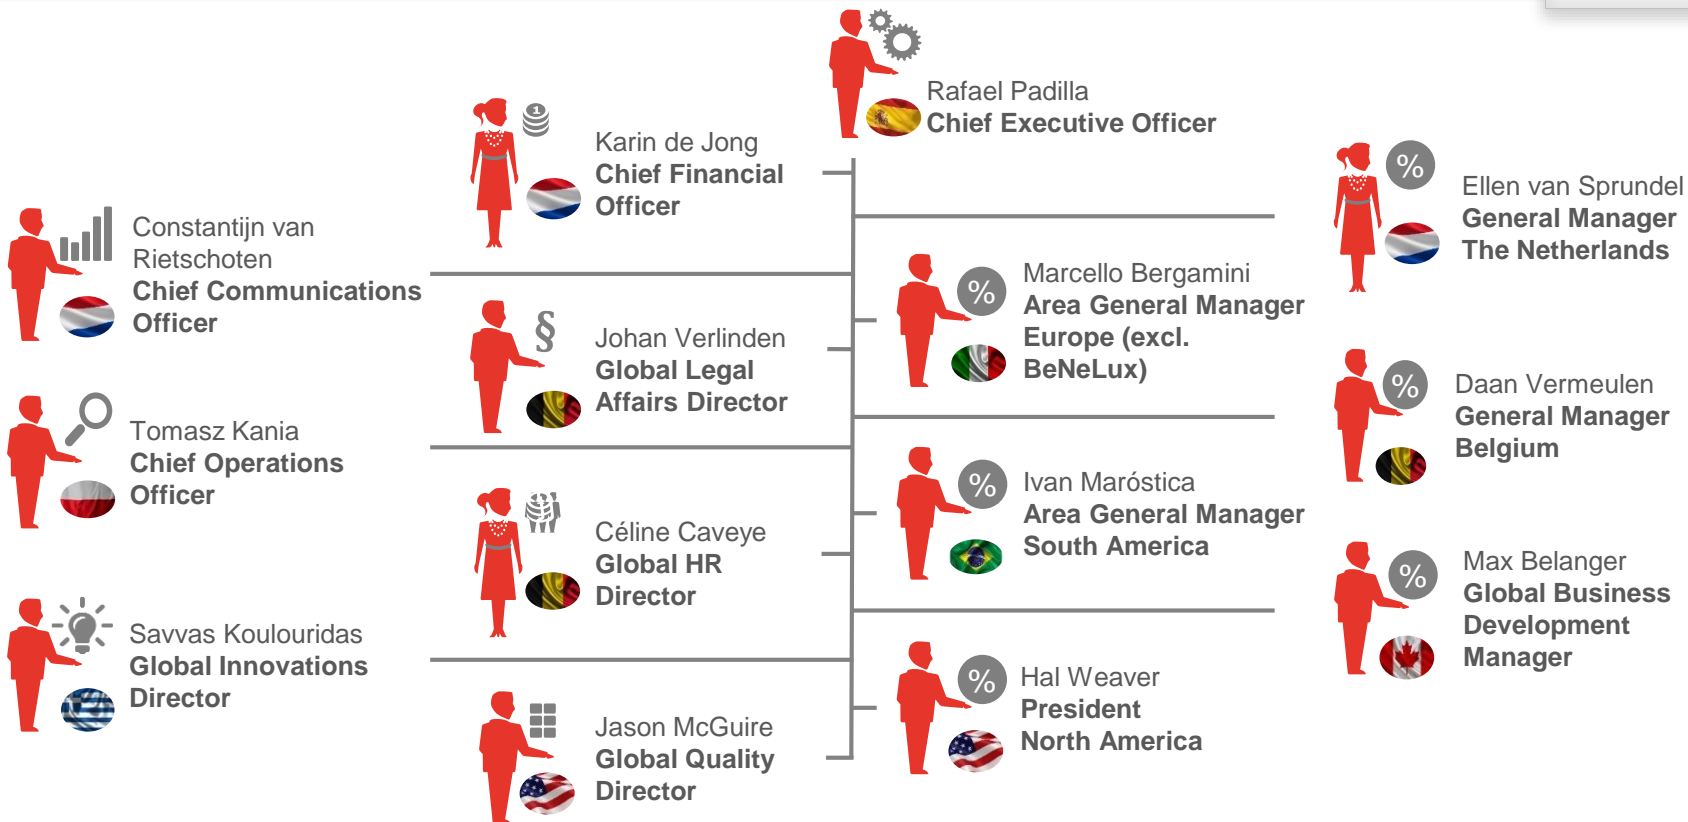 Rafael Padilla
Chief Executive Officer
Karin de Jong
Chief Financial
Officer
Ellen van Sprundel
General Manager
The Netherlands
%
Constantijn van
Rietschoten
Chief Communications
Officer
Marcello Bergamini
Area General Manager
Europe (excl.
BeNeLux)
%
Johan Verlinden
Global Legal
Affairs Director
§
Daan Vermeulen
General Manager
Belgium
%
Tomasz Kania
Chief Operations
Officer
Ivan Maróstica
Area General Manager
South America
%
Céline Caveye
Global HR
Director
Max Belanger
Global Business
Development
Manager
%
Savvas Koulouridas
Global Innovations
Director
Hal Weaver
President
North America
%
Jason McGuire
Global Quality
Director
1